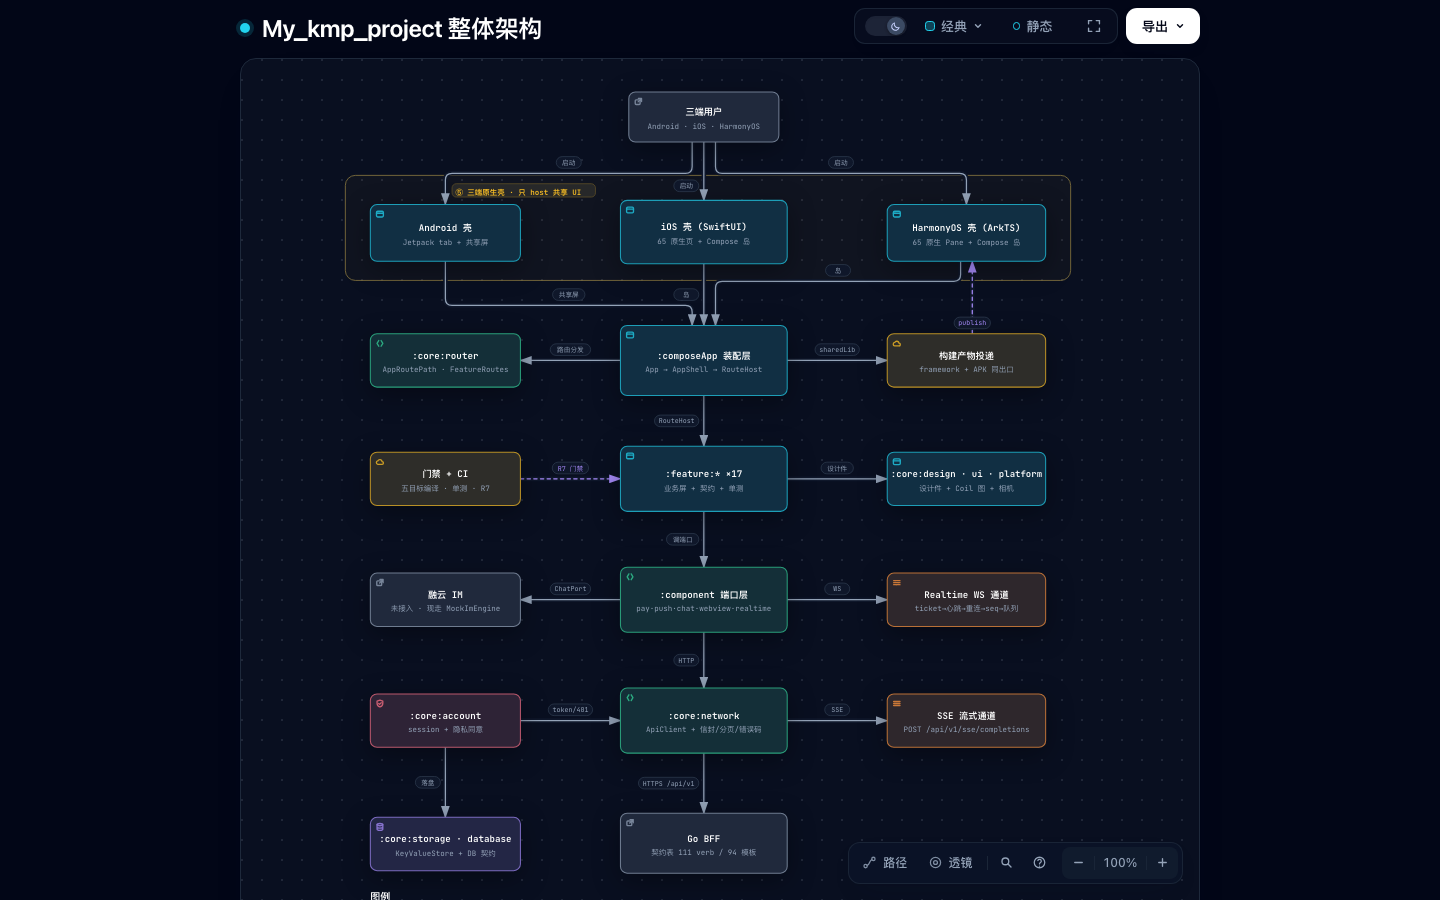 My_kmp_project 整体架构
经典
静态
导出
三端用户
Android · iOS · HarmonyOS
启动
启动
启动
⑤ 三端原生壳 · 只 host 共享 UI
Android 壳
Jetpack tab + 共享屏
iOS 壳 (SwiftUI)
65 原生页 + Compose 岛
HarmonyOS 壳 (ArkTS)
65 原生 Pane + Compose 岛
岛
共享屏
岛
publish
:core:router
AppRoutePath · FeatureRoutes
路由分发
:composeApp 装配层
App → AppShell → RouteHost
sharedLib
构建产物投递
framework + APK 同出口
RouteHost
门禁 + CI
五目标编译 · 单测 · R7
R7 门禁
:feature:* ×17
业务屏 + 契约 + 单测
设计件
:core:design · ui · platform
设计件 + Coil 图 + 相机
调端口
融云 IM
未接入 · 现走 MockImEngine
ChatPort
:component 端口层
pay·push·chat·webview·realtime
WS
Realtime WS 通道
ticket→心跳→重连→seq→队列
HTTP
:core:account
session + 隐私同意
token/401
:core:network
ApiClient + 信封/分页/错误码
SSE
SSE 流式通道
POST /api/v1/sse/completions
落盘
HTTPS /api/v1
:core:storage · database
KeyValueStore + DB 契约
Go BFF
契约表 111 verb / 94 模板
路径
透镜
100%
图例